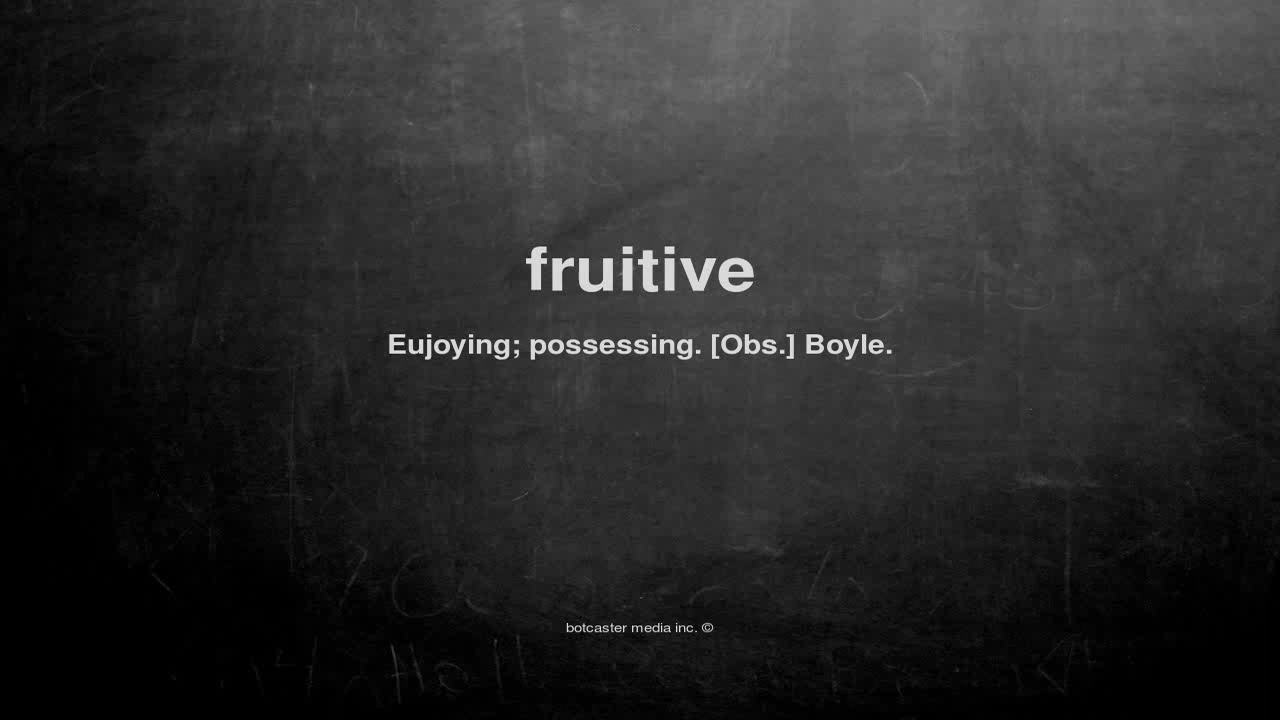 fruitive
Eujoying; possessing. [Obs.] Boyle.
botcaster media inc. ©